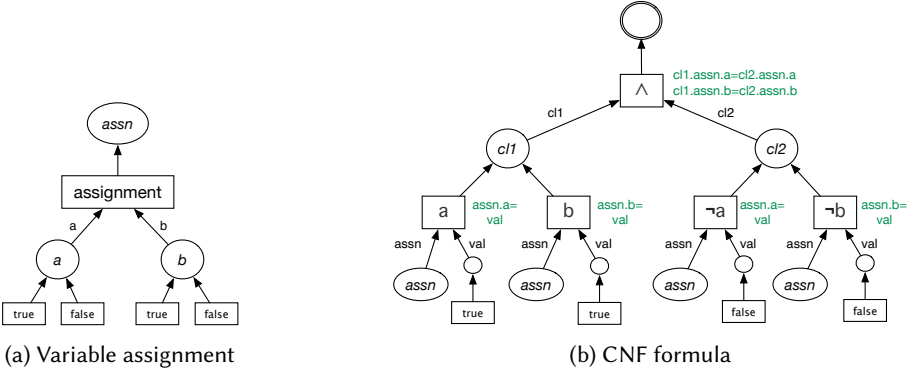 cl1.assn.a=cl2.assn.a
∧
cl1.assn.b=cl2.assn.b
cl1
cl2
assn
cl1
cl2
assignment
a
assn.a=
val
b
assn.b=
val
¬a
assn.a=
val
¬b
assn.b=
val
a
b
assn
val
assn
val
assn
val
assn
val
a
b
assn
assn
assn
assn
true
false
true
false
true
true
false
false
(a) Variable assignment
(b) CNF formula